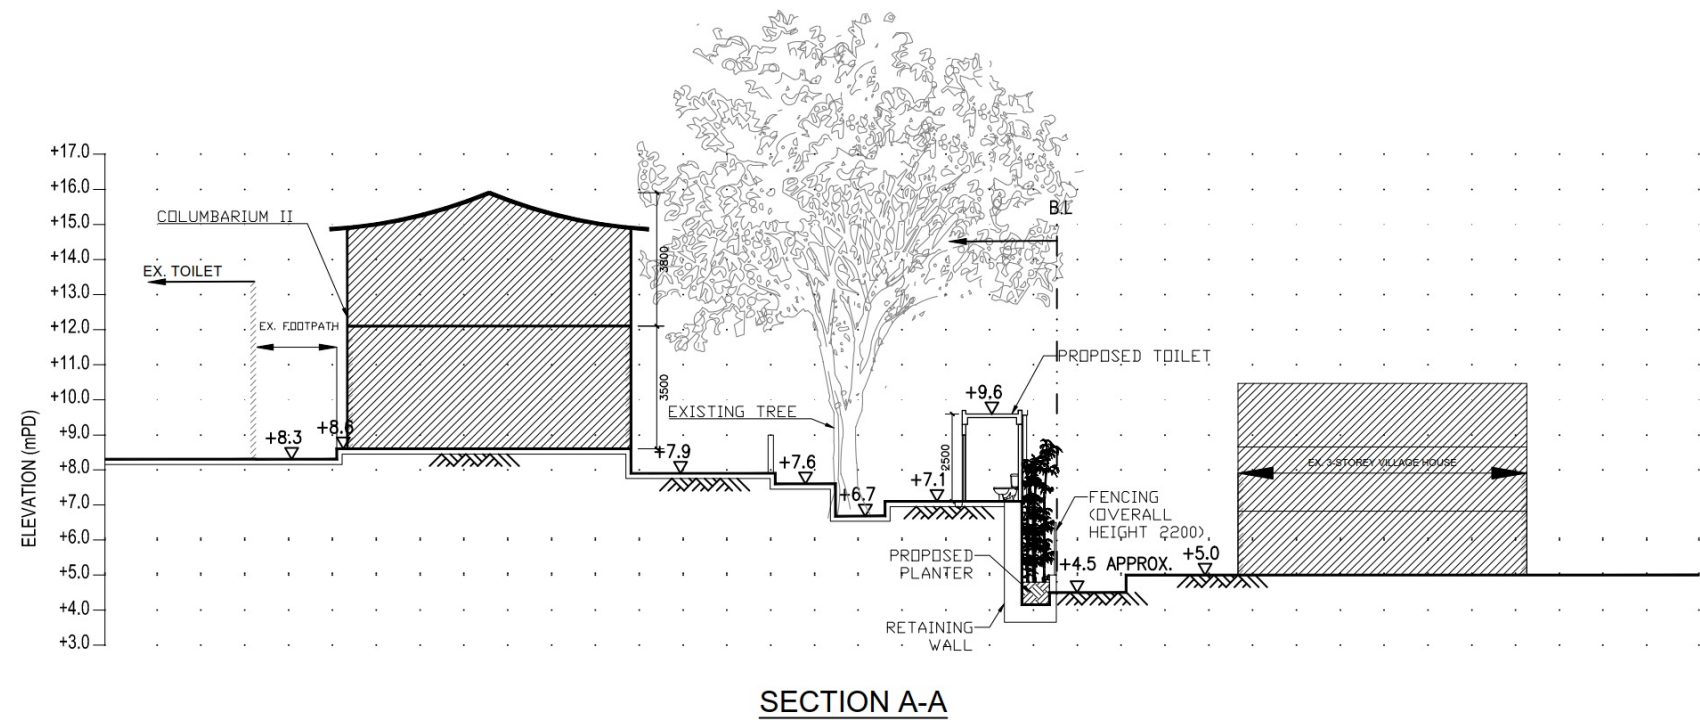 +17.0
+16.0
+15.0
+14.0
+13.0
+12.0
+11.0
+10.0
+9.0
+8.0
+7.0
+6.0
+5.0
+4.0
+3.0
ELEVATION (mPD)
COLUMBARIUM II
EX. TOILET
EX. FOOTPATH
+8.3
+8.6
3800
3500
B.L
PROPOSED TOILET
EXISTING TREE
+9.6
+7.9
+7.6
+6.7
+7.1
2500
FENCING
(OVERALL
HEIGHT 2200)
PROPOSED
PLANTER
+4.5 APPROX.
+5.0
RETAINING
WALL
EX. 3-STOREY VILLAGE HOUSE
SECTION A-A